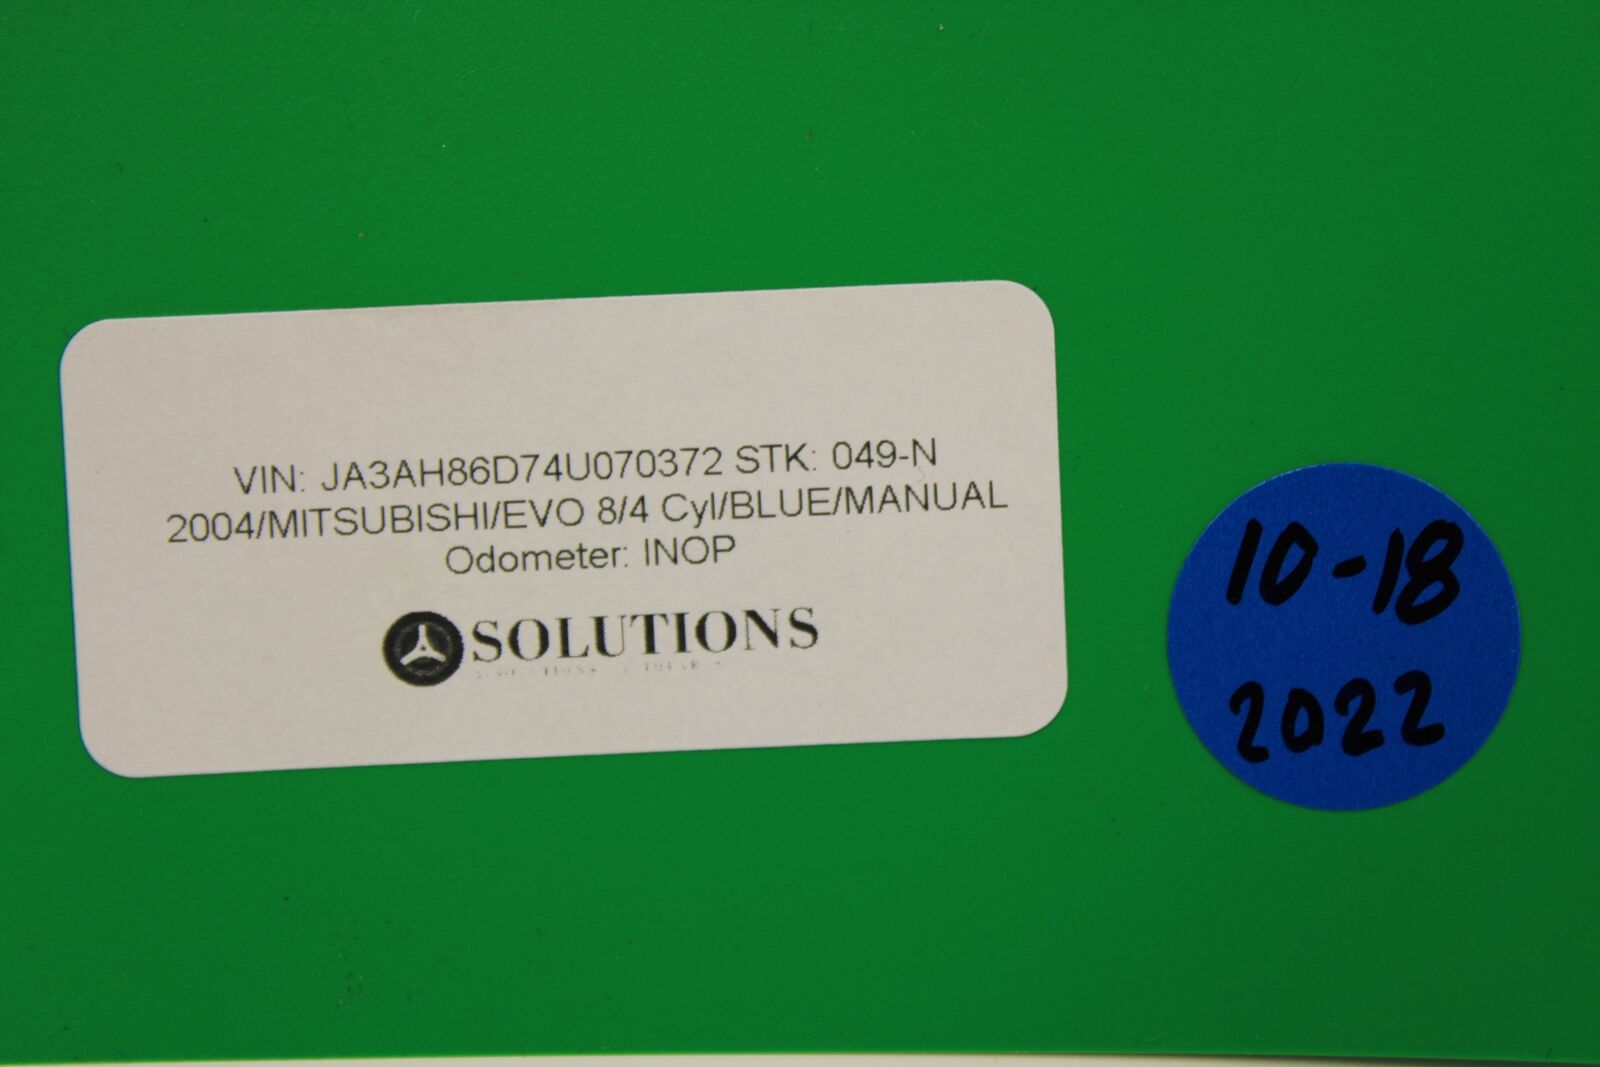 VIN: JA3AH86D74U070372 STK: 049-N
2004/MITSUBISHI/EVO 8/4 Cyl/BLUE/MANUAL
Odometer: INOP
SOLUTIONS
10-18
2022